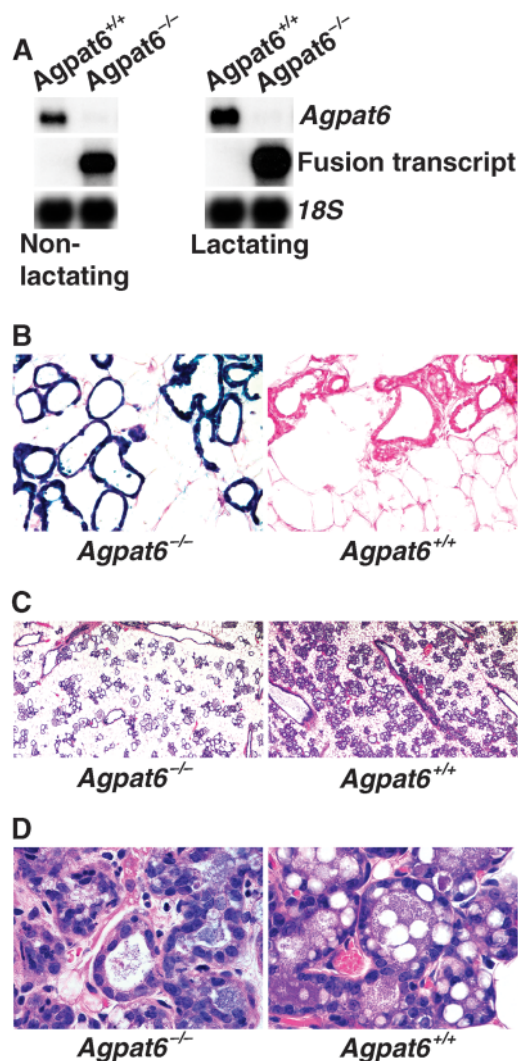 A
Agpat6+/+ Agpat6−/− Agpat6+/+ Agpat6−/−
Agpat6
Fusion transcript
18S
Non-
lactating
Lactating
B
Agpat6−/− Agpat6+/+
C
Agpat6−/− Agpat6+/+
D
Agpat6−/− Agpat6+/+